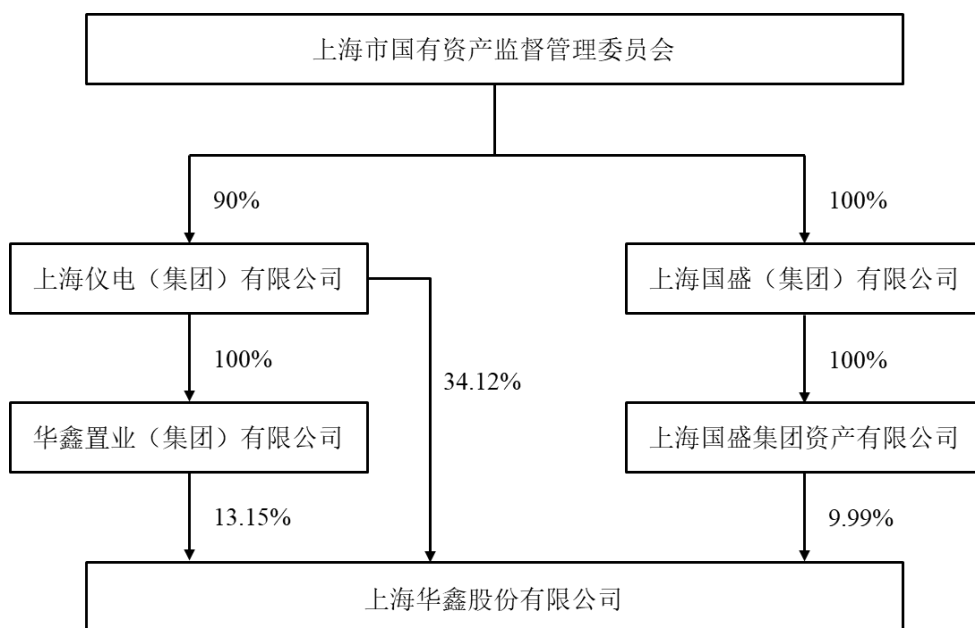 上海市国有资产监督管理委员会
90%
100%
上海仪电（集团）有限公司
上海国盛（集团）有限公司
100%
34.12%
100%
华鑫置业（集团）有限公司
上海国盛集团资产有限公司
13.15%
9.99%
上海华鑫股份有限公司